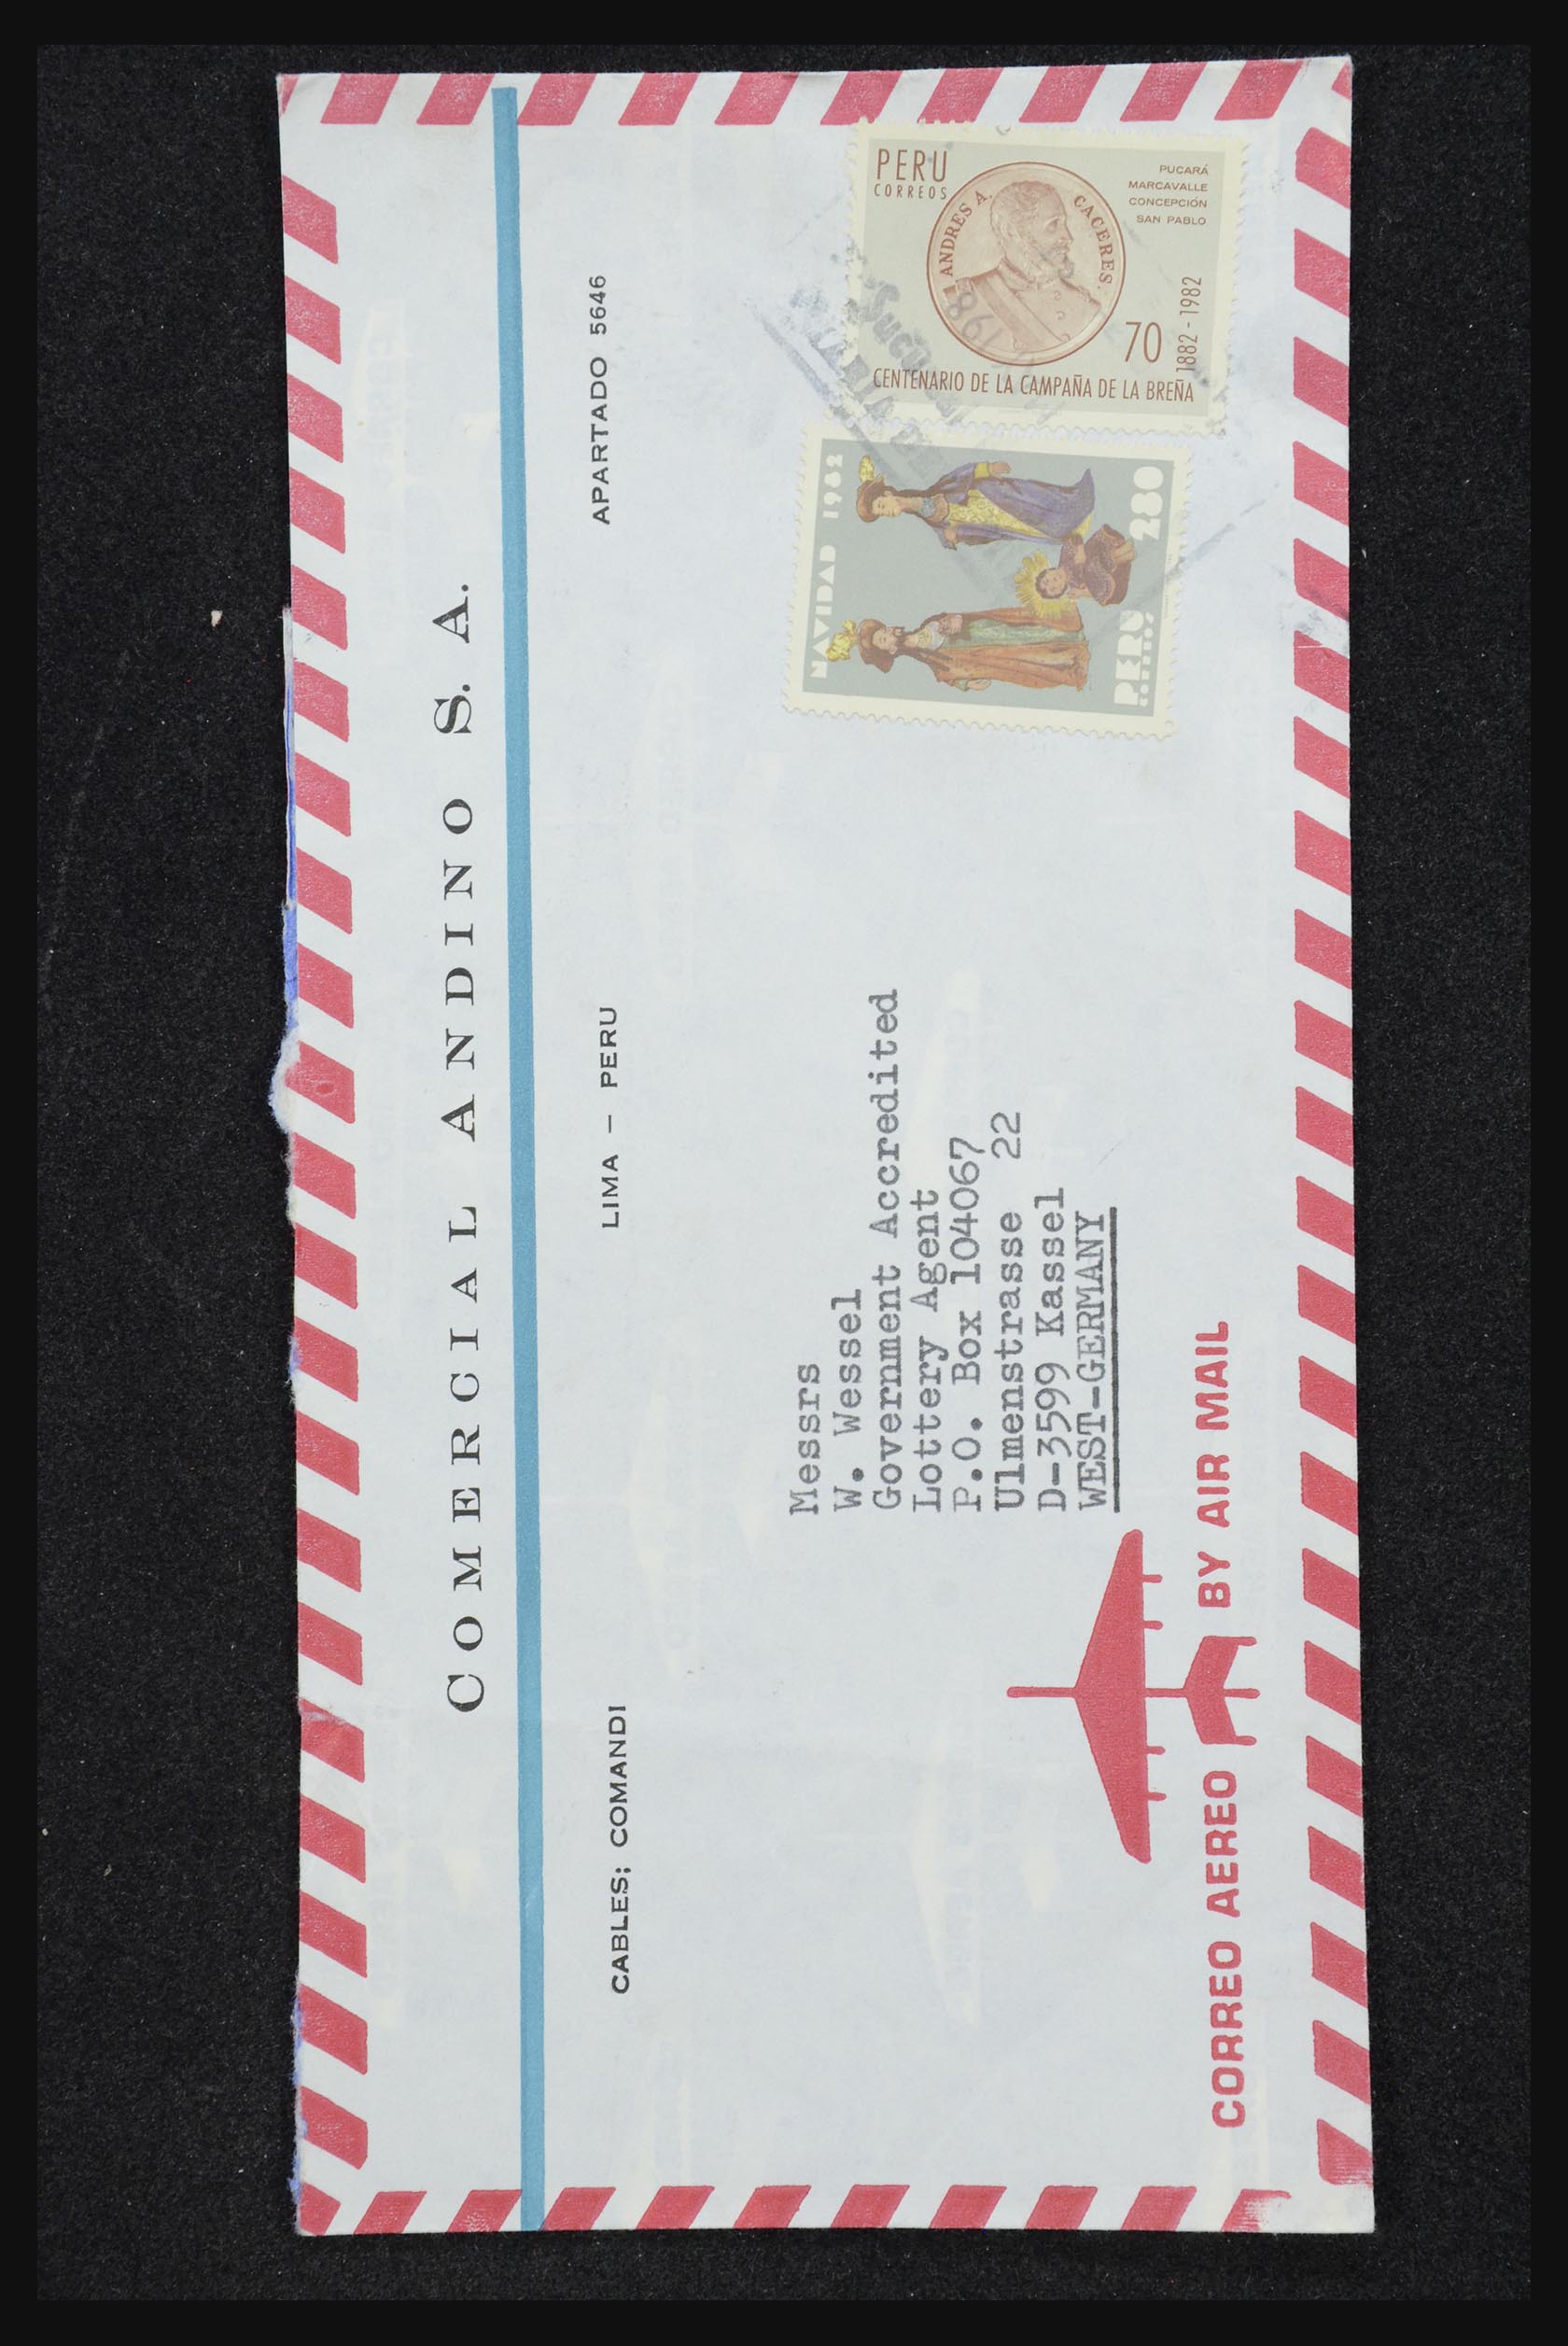 COMERCIAL ANDINO S. A.
CABLES; COMANDI
LIMA - PERU
APARTADO 5646
PERU
CORREOS
PUCARÁ
MARCAVALLE
CONCEPCIÓN
SAN PABLO
ANDRES A. CACERES.
70
1882 - 1982
CENTENARIO DE LA CAMPAÑA DE LA BREÑA
NAVIDAD 1982
PERU 280
CORREOS
Messrs
W. Wessel
Government Accredited
Lottery Agent
P.O. Box 104067
Ulmenstrasse 22
D-3599 Kassel
WEST-GERMANY
CORREO AEREO BY AIR MAIL